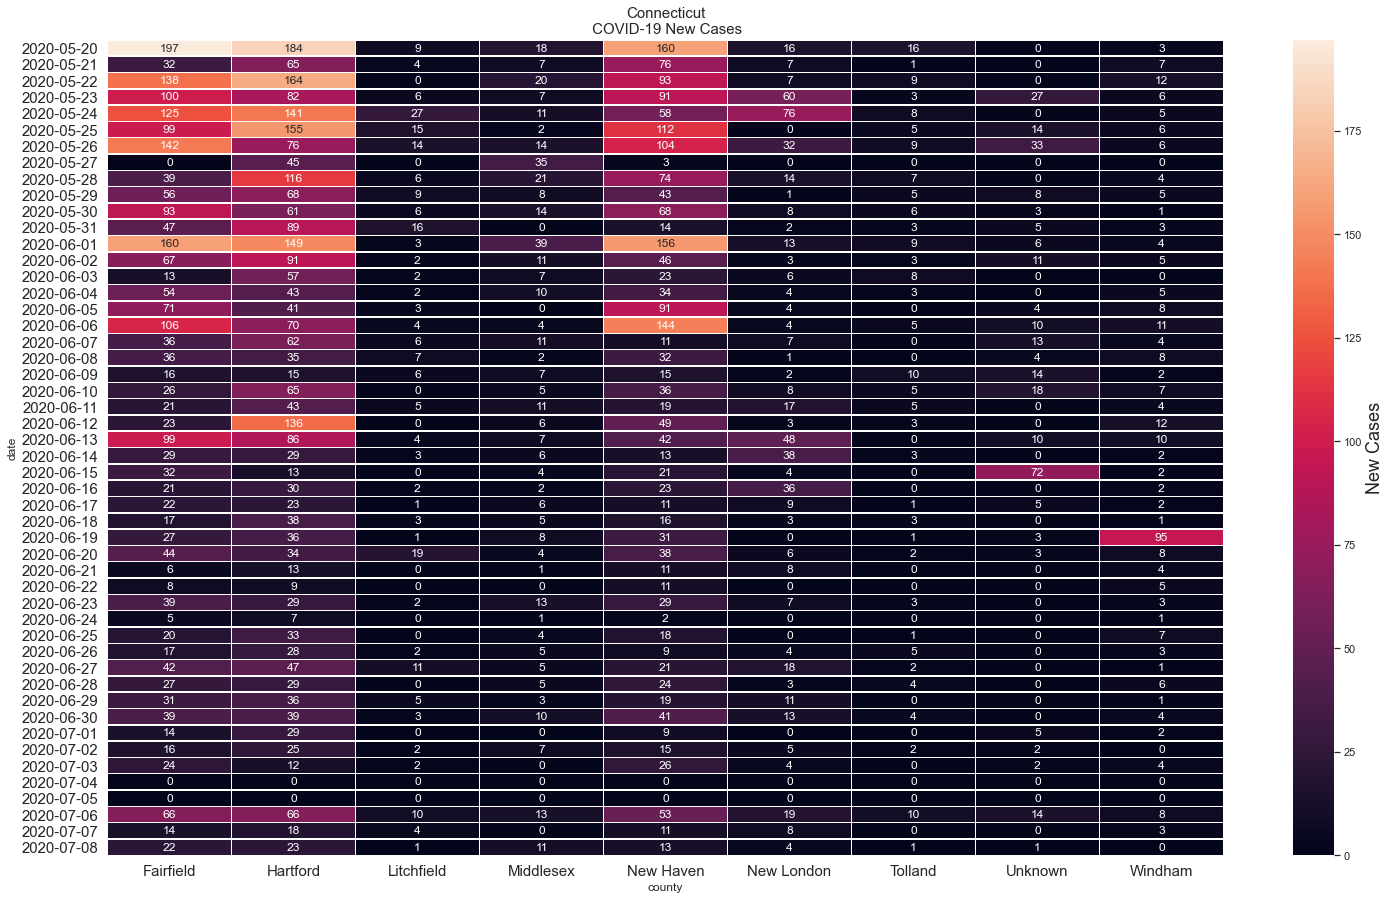 Connecticut
COVID-19 New Cases
2020-05-20 197 184 9 18 160 16 16 0 3
2020-05-21 32 65 4 7 76 7 1 0 7
2020-05-22 138 164 0 20 93 7 9 0 12
2020-05-23 100 82 6 7 91 60 3 27 6
2020-05-24 125 141 27 11 58 76 8 0 5
2020-05-25 99 155 15 2 112 0 5 14 6
2020-05-26 142 76 14 14 104 32 9 33 6
2020-05-27 0 45 0 35 3 0 0 0 0
2020-05-28 39 116 6 21 74 14 7 0 4
2020-05-29 56 68 9 8 43 1 5 8 5
2020-05-30 93 61 6 14 68 8 6 3 1
2020-05-31 47 89 16 0 14 2 3 5 3
2020-06-01 160 149 3 39 156 13 9 6 4
2020-06-02 67 91 2 11 46 3 3 11 5
2020-06-03 13 57 2 7 23 6 8 0 0
2020-06-04 54 43 2 10 34 4 3 0 5
2020-06-05 71 41 3 0 91 4 0 4 8
2020-06-06 106 70 4 4 144 4 5 10 11
2020-06-07 36 62 6 11 11 7 0 13 4
2020-06-08 36 35 7 2 32 1 0 4 8
2020-06-09 16 15 6 7 15 2 10 14 2
2020-06-10 26 65 0 5 36 8 5 18 7
2020-06-11 21 43 5 11 19 17 5 0 4
2020-06-12 23 136 0 6 49 3 3 0 12
2020-06-13 99 86 4 7 42 48 0 10 10
2020-06-14 29 29 3 6 13 38 3 0 2
2020-06-15 32 13 0 4 21 4 0 72 2
2020-06-16 21 30 2 2 23 36 0 0 2
2020-06-17 22 23 1 6 11 9 1 5 2
2020-06-18 17 38 3 5 16 3 3 0 1
2020-06-19 27 36 1 8 31 0 1 3 95
2020-06-20 44 34 19 4 38 6 2 3 8
2020-06-21 6 13 0 1 11 8 0 0 4
2020-06-22 8 9 0 0 11 0 0 0 5
2020-06-23 39 29 2 13 29 7 3 0 3
2020-06-24 5 7 0 1 2 0 0 0 1
2020-06-25 20 33 0 4 18 0 1 0 7
2020-06-26 17 28 2 5 9 4 5 0 3
2020-06-27 42 47 11 5 21 18 2 0 1
2020-06-28 27 29 0 5 24 3 4 0 6
2020-06-29 31 36 5 3 19 11 0 0 1
2020-06-30 39 39 3 10 41 13 4 0 4
2020-07-01 14 29 0 0 9 0 0 5 2
2020-07-02 16 25 2 7 15 5 2 2 0
2020-07-03 24 12 2 0 26 4 0 2 4
2020-07-04 0 0 0 0 0 0 0 0 0
2020-07-05 0 0 0 0 0 0 0 0 0
2020-07-06 66 66 10 13 53 19 10 14 8
2020-07-07 14 18 4 0 11 8 0 0 3
2020-07-08 22 23 1 11 13 4 1 1 0
Fairfield Hartford Litchfield Middlesex New Haven New London Tolland Unknown Windham
county
date
175
150
125
100
75
50
25
0
New Cases